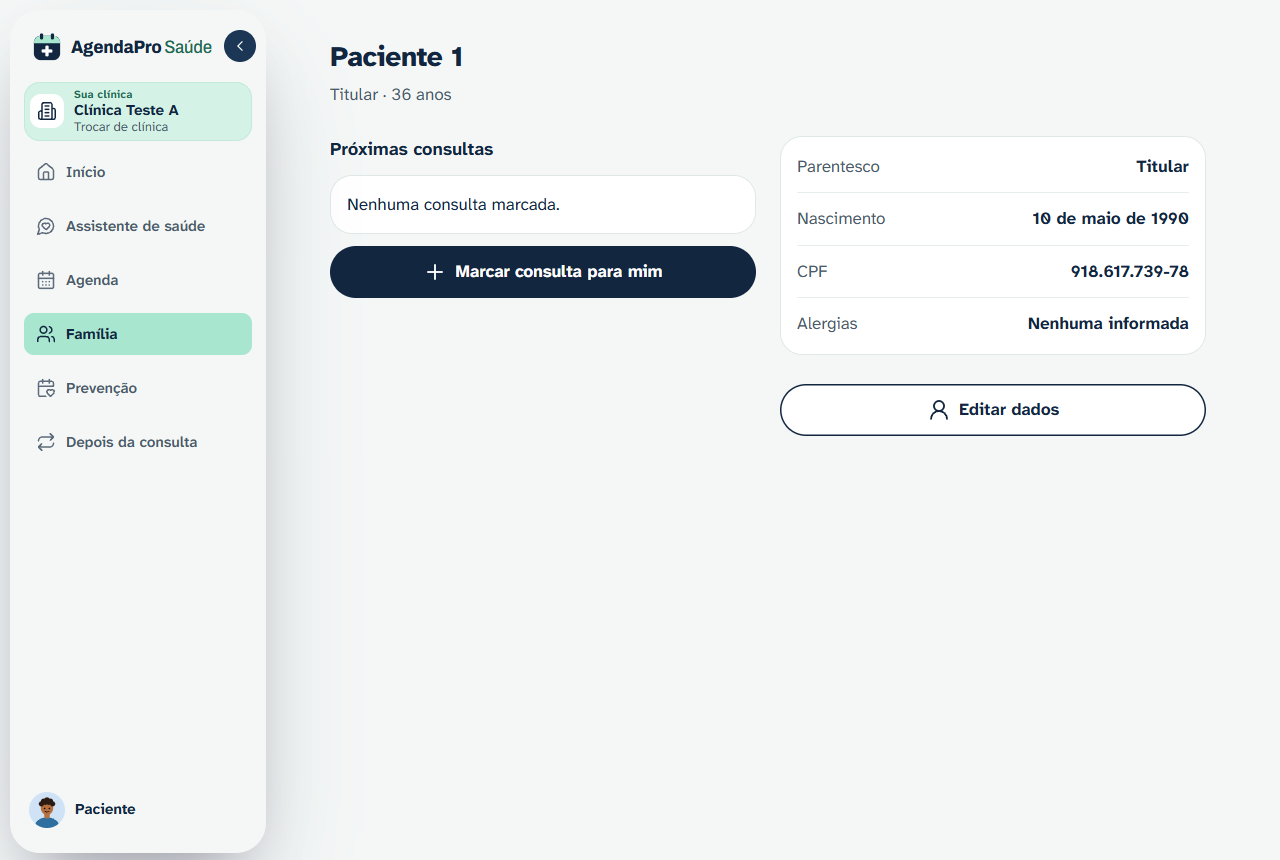 AgendaPro Saúde
Sua clínica
Clínica Teste A
Trocar de clínica
Início
Assistente de saúde
Agenda
Família
Prevenção
Depois da consulta
Paciente
Paciente 1
Titular · 36 anos
Próximas consultas
Nenhuma consulta marcada.
Marcar consulta para mim
Parentesco Titular
Nascimento 10 de maio de 1990
CPF 918.617.739-78
Alergias Nenhuma informada
Editar dados